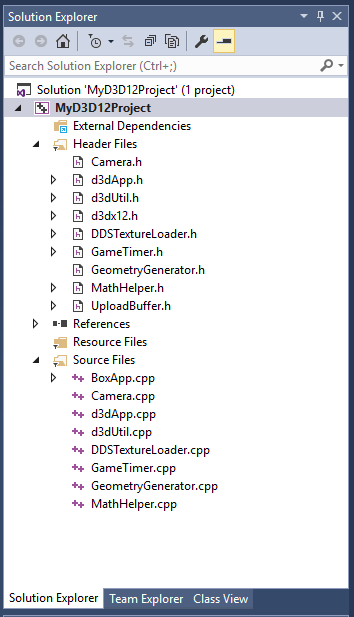 Solution Explorer
Search Solution Explorer (Ctrl+;)
Solution 'MyD3D12Project' (1 project)
MyD3D12Project
External Dependencies
Header Files
Camera.h
d3dApp.h
d3dUtil.h
d3dx12.h
DDSTextureLoader.h
GameTimer.h
GeometryGenerator.h
MathHelper.h
UploadBuffer.h
References
Resource Files
Source Files
BoxApp.cpp
Camera.cpp
d3dApp.cpp
d3dUtil.cpp
DDSTextureLoader.cpp
GameTimer.cpp
GeometryGenerator.cpp
MathHelper.cpp
Solution Explorer Team Explorer Class View